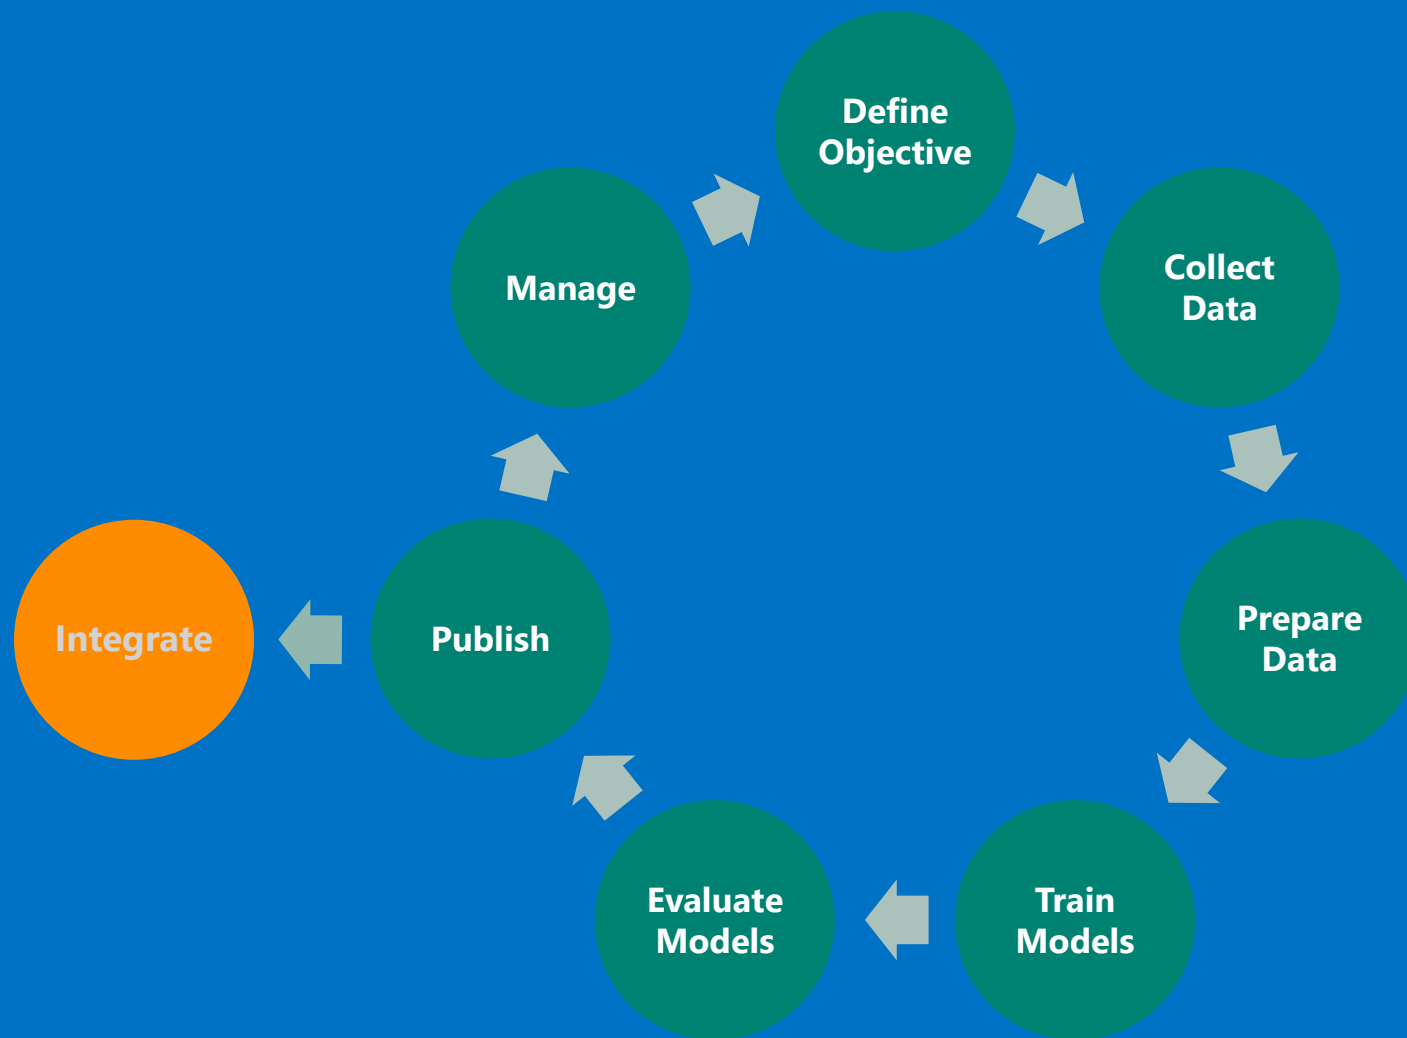 Define
Objective
Collect
Data
Prepare
Data
Train
Models
Evaluate
Models
Publish
Integrate
Manage